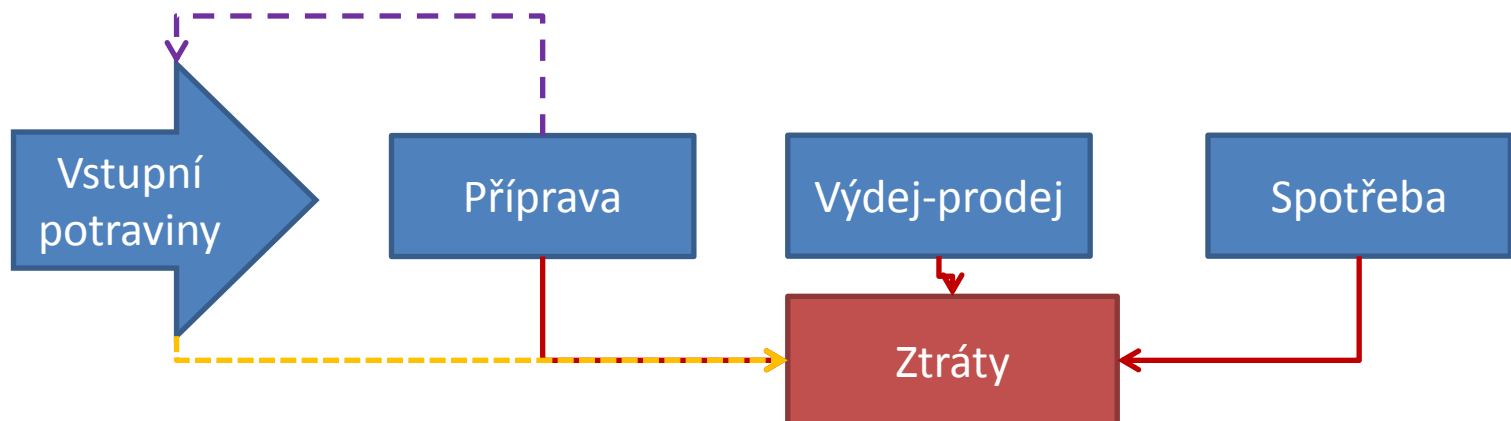 Vstupní
potraviny
Příprava
Výdej-prodej
Spotřeba
Ztráty